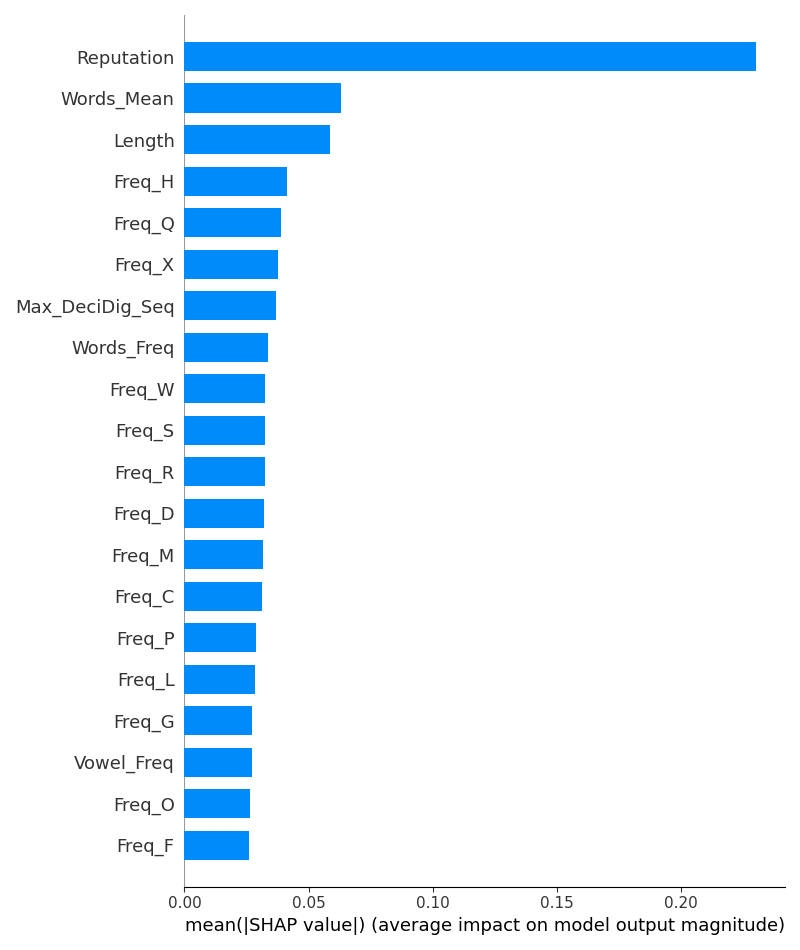 Reputation
Words_Mean
Length
Freq_H
Freq_Q
Freq_X
Max_DeciDig_Seq
Words_Freq
Freq_W
Freq_S
Freq_R
Freq_D
Freq_M
Freq_C
Freq_P
Freq_L
Freq_G
Vowel_Freq
Freq_O
Freq_F
0.00 0.05 0.10 0.15 0.20
mean(|SHAP value|) (average impact on model output magnitude)